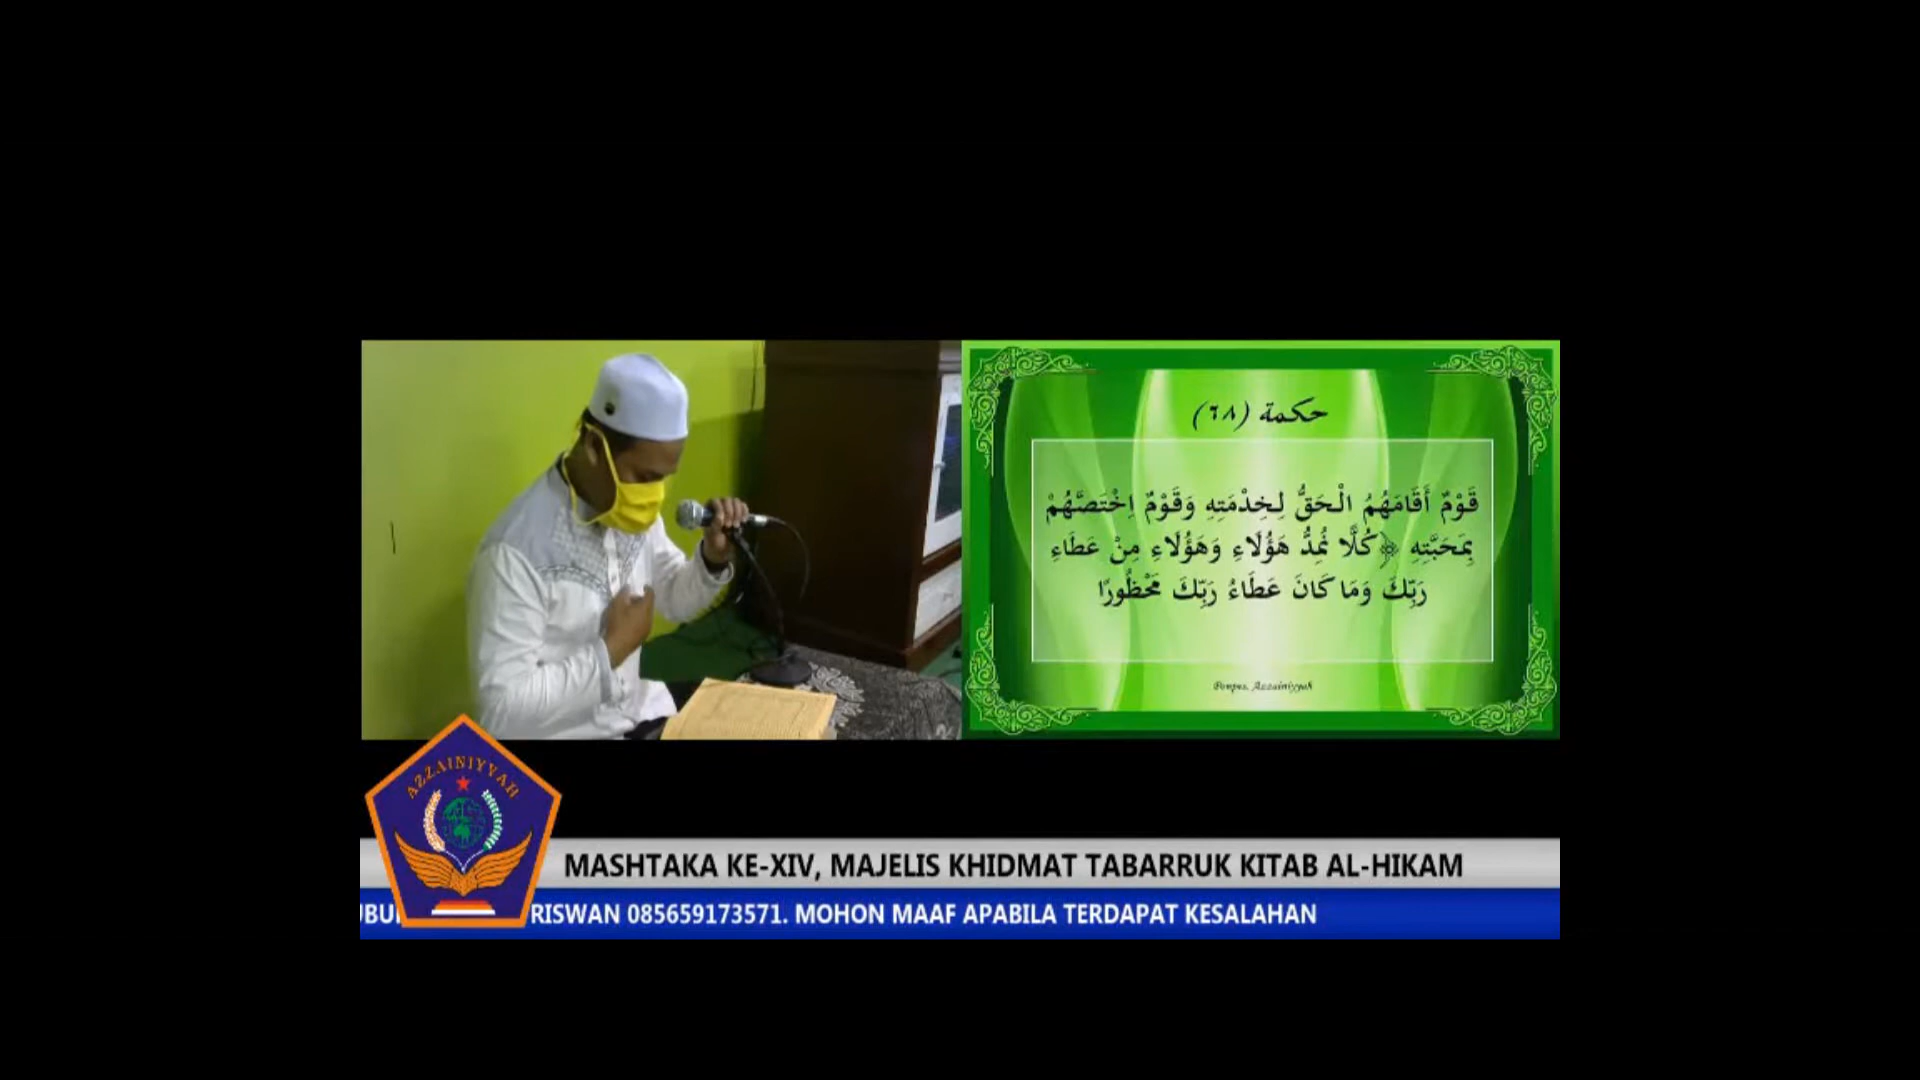 حكمة (٦٨)
قَوْمٌ أَقَامَهُمُ الْحَقُّ لِخِدْمَتِهِ وَقَوْمٌ اِخْتَصَّهُمْ
بِمَحَبَّتِهِ ﴿كُلًّا نُمِدُّ هَؤُلَاءِ وَهَؤُلَاءِ مِنْ عَطَاءِ
رَبِّكَ وَمَا كَانَ عَطَاءُ رَبِّكَ مَحْظُورًا
Ponpes. Azzainiyyah
AZZAINIYYAH
MASHTAKA KE-XIV, MAJELIS KHIDMAT TABARRUK KITAB AL-HIKAM
RISWAN 085659173571. MOHON MAAF APABILA TERDAPAT KESALAHAN